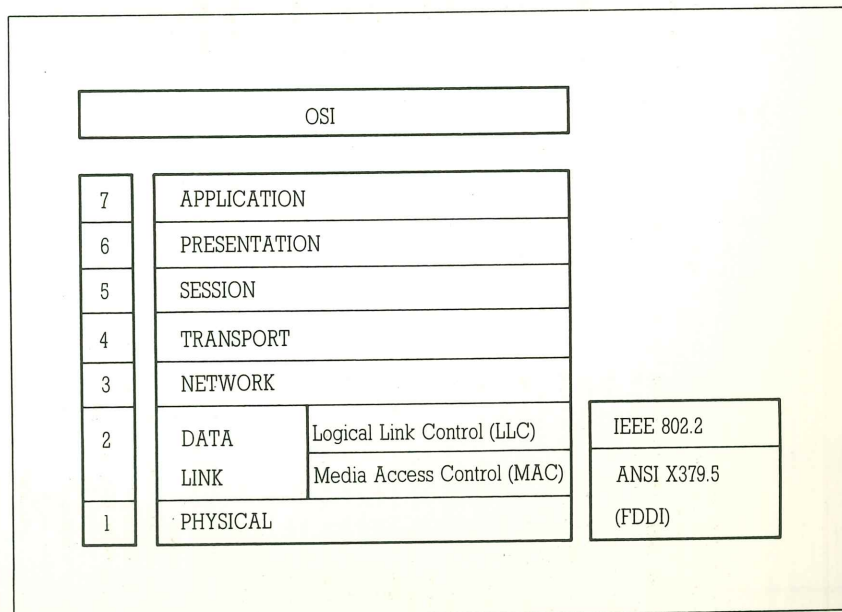 OSI
7 APPLICATION
6 PRESENTATION
5 SESSION
4 TRANSPORT
3 NETWORK
2 DATA LINK
Logical Link Control (LLC)
Media Access Control (MAC)
1 PHYSICAL
IEEE 802.2
ANSI X379.5
(FDDI)